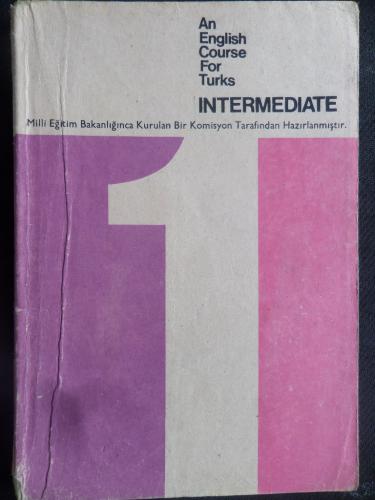 An
English
Course
For
Turks
INTERMEDIATE
Milli Eğitim Bakanlığınca Kurulan Bir Komisyon Tarafından Hazırlanmıştır.
1